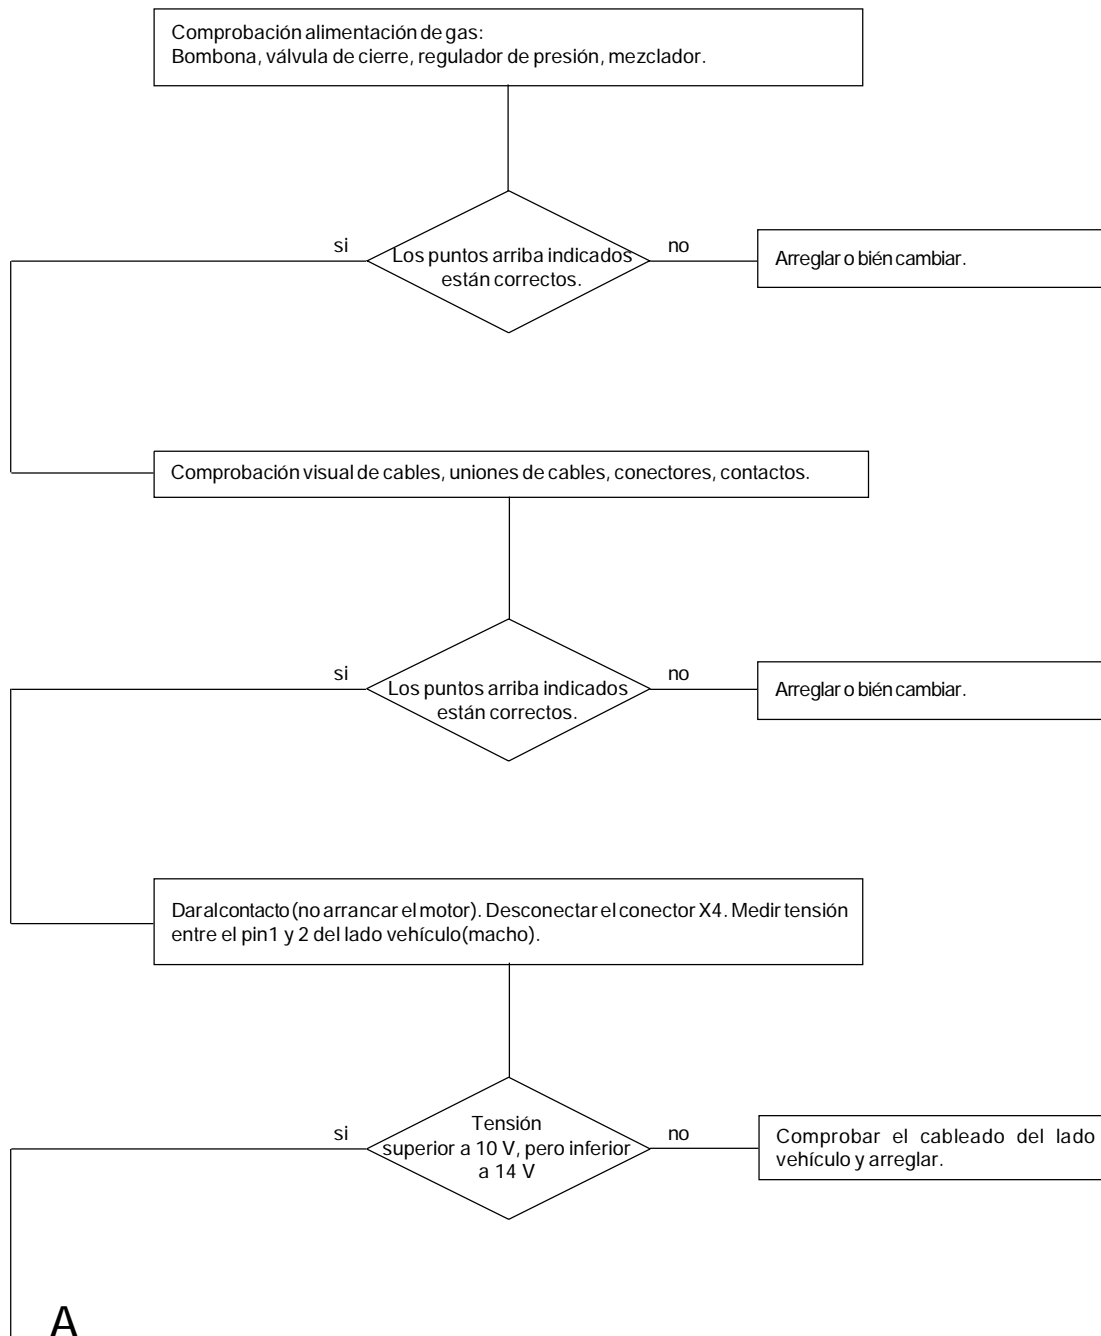 Comprobación alimentación de gas:
Bombona, válvula de cierre, regulador de presión, mezclador.
si
Los puntos arriba indicados
están correctos.
no
Arreglar o bién cambiar.
Comprobación visual de cables, uniones de cables, conectores, contactos.
si
Los puntos arriba indicados
están correctos.
no
Arreglar o bién cambiar.
Dar al contacto (no arrancar el motor). Desconectar el conector X4. Medir tensión
entre el pin1 y 2 del lado vehículo(macho).
si
Tensión
superior a 10 V, pero inferior
a 14 V
no
Comprobar el cableado del lado
vehículo y arreglar.
A